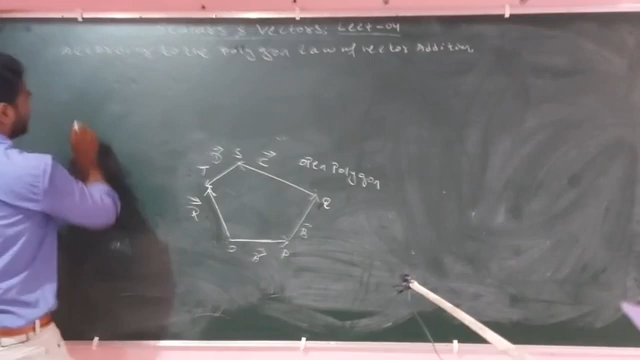 Scalars & Vectors, Lect-04
According to the Polygon Law of vector Addition
D S C
T
open Polygon
R
Q
B
O P